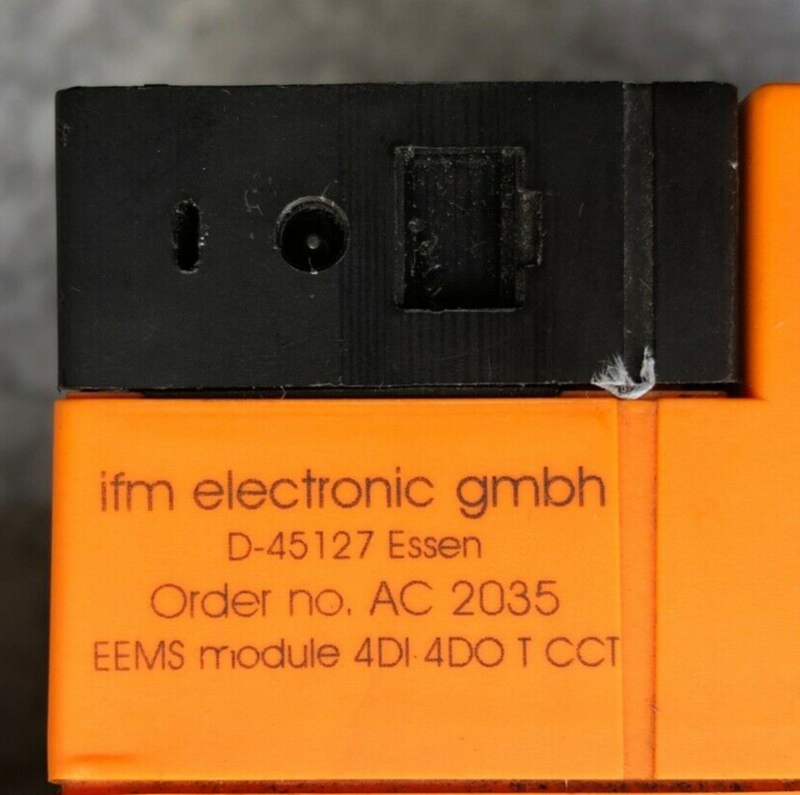 ifm electronic gmbh
D-45127 Essen
Order no. AC 2035
EEMS module 4DI 4DO T CCT